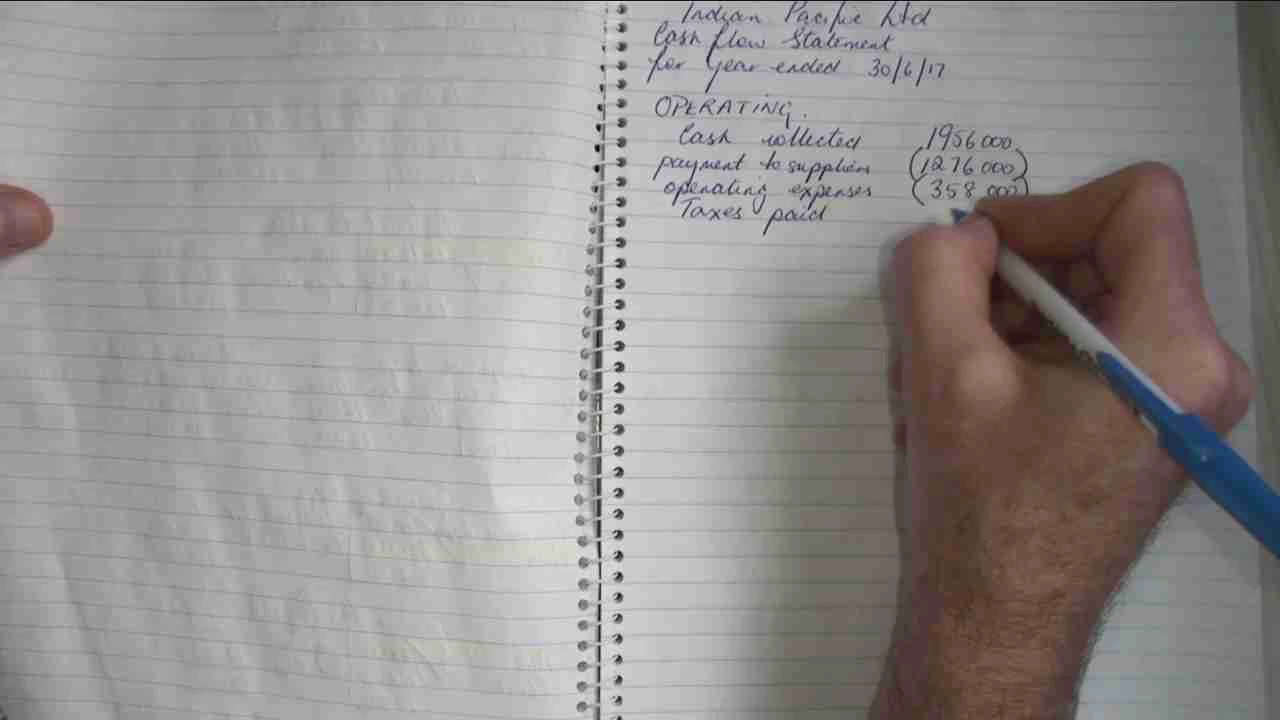 Indian Pacific Ltd
Cash flow Statement
for year ended 30/6/17
OPERATING.
Cash collected 1956000
payment to suppliers (1276000)
operating expenses (358000)
Taxes paid